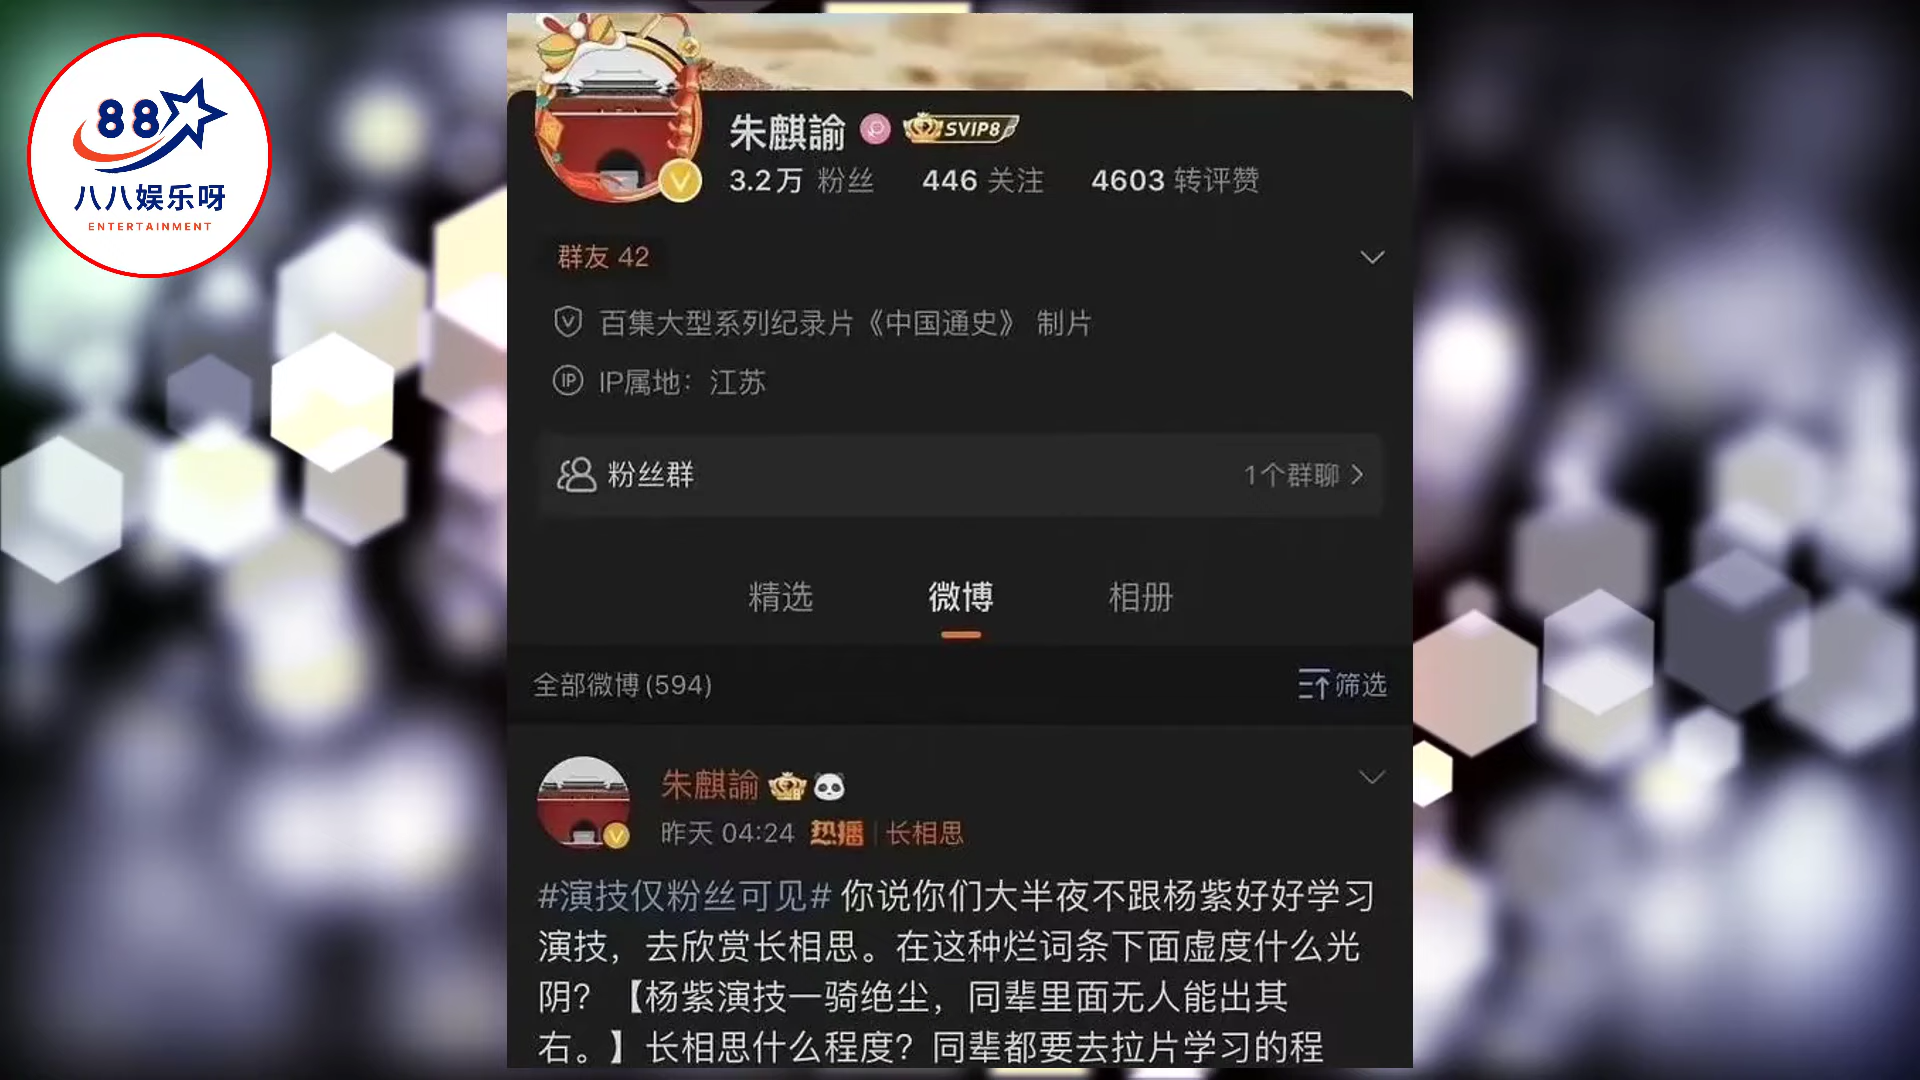 88
八八娱乐呀
ENTERTAINMENT
朱麒諭 SVIP8
3.2万 粉丝 446 关注 4603 转评赞
群友 42
百集大型系列纪录片《中国通史》 制片
IP IP属地：江苏
粉丝群 1个群聊
精选 微博 相册
全部微博(594) 筛选
朱麒諭
昨天 04:24 热播 | 长相思
#演技仅粉丝可见# 你说你们大半夜不跟杨紫好好学习
演技，去欣赏长相思。在这种烂词条下面虚度什么光
阴？【杨紫演技一骑绝尘，同辈里面无人能出其
右。】长相思什么程度？同辈都要去拉片学习的程